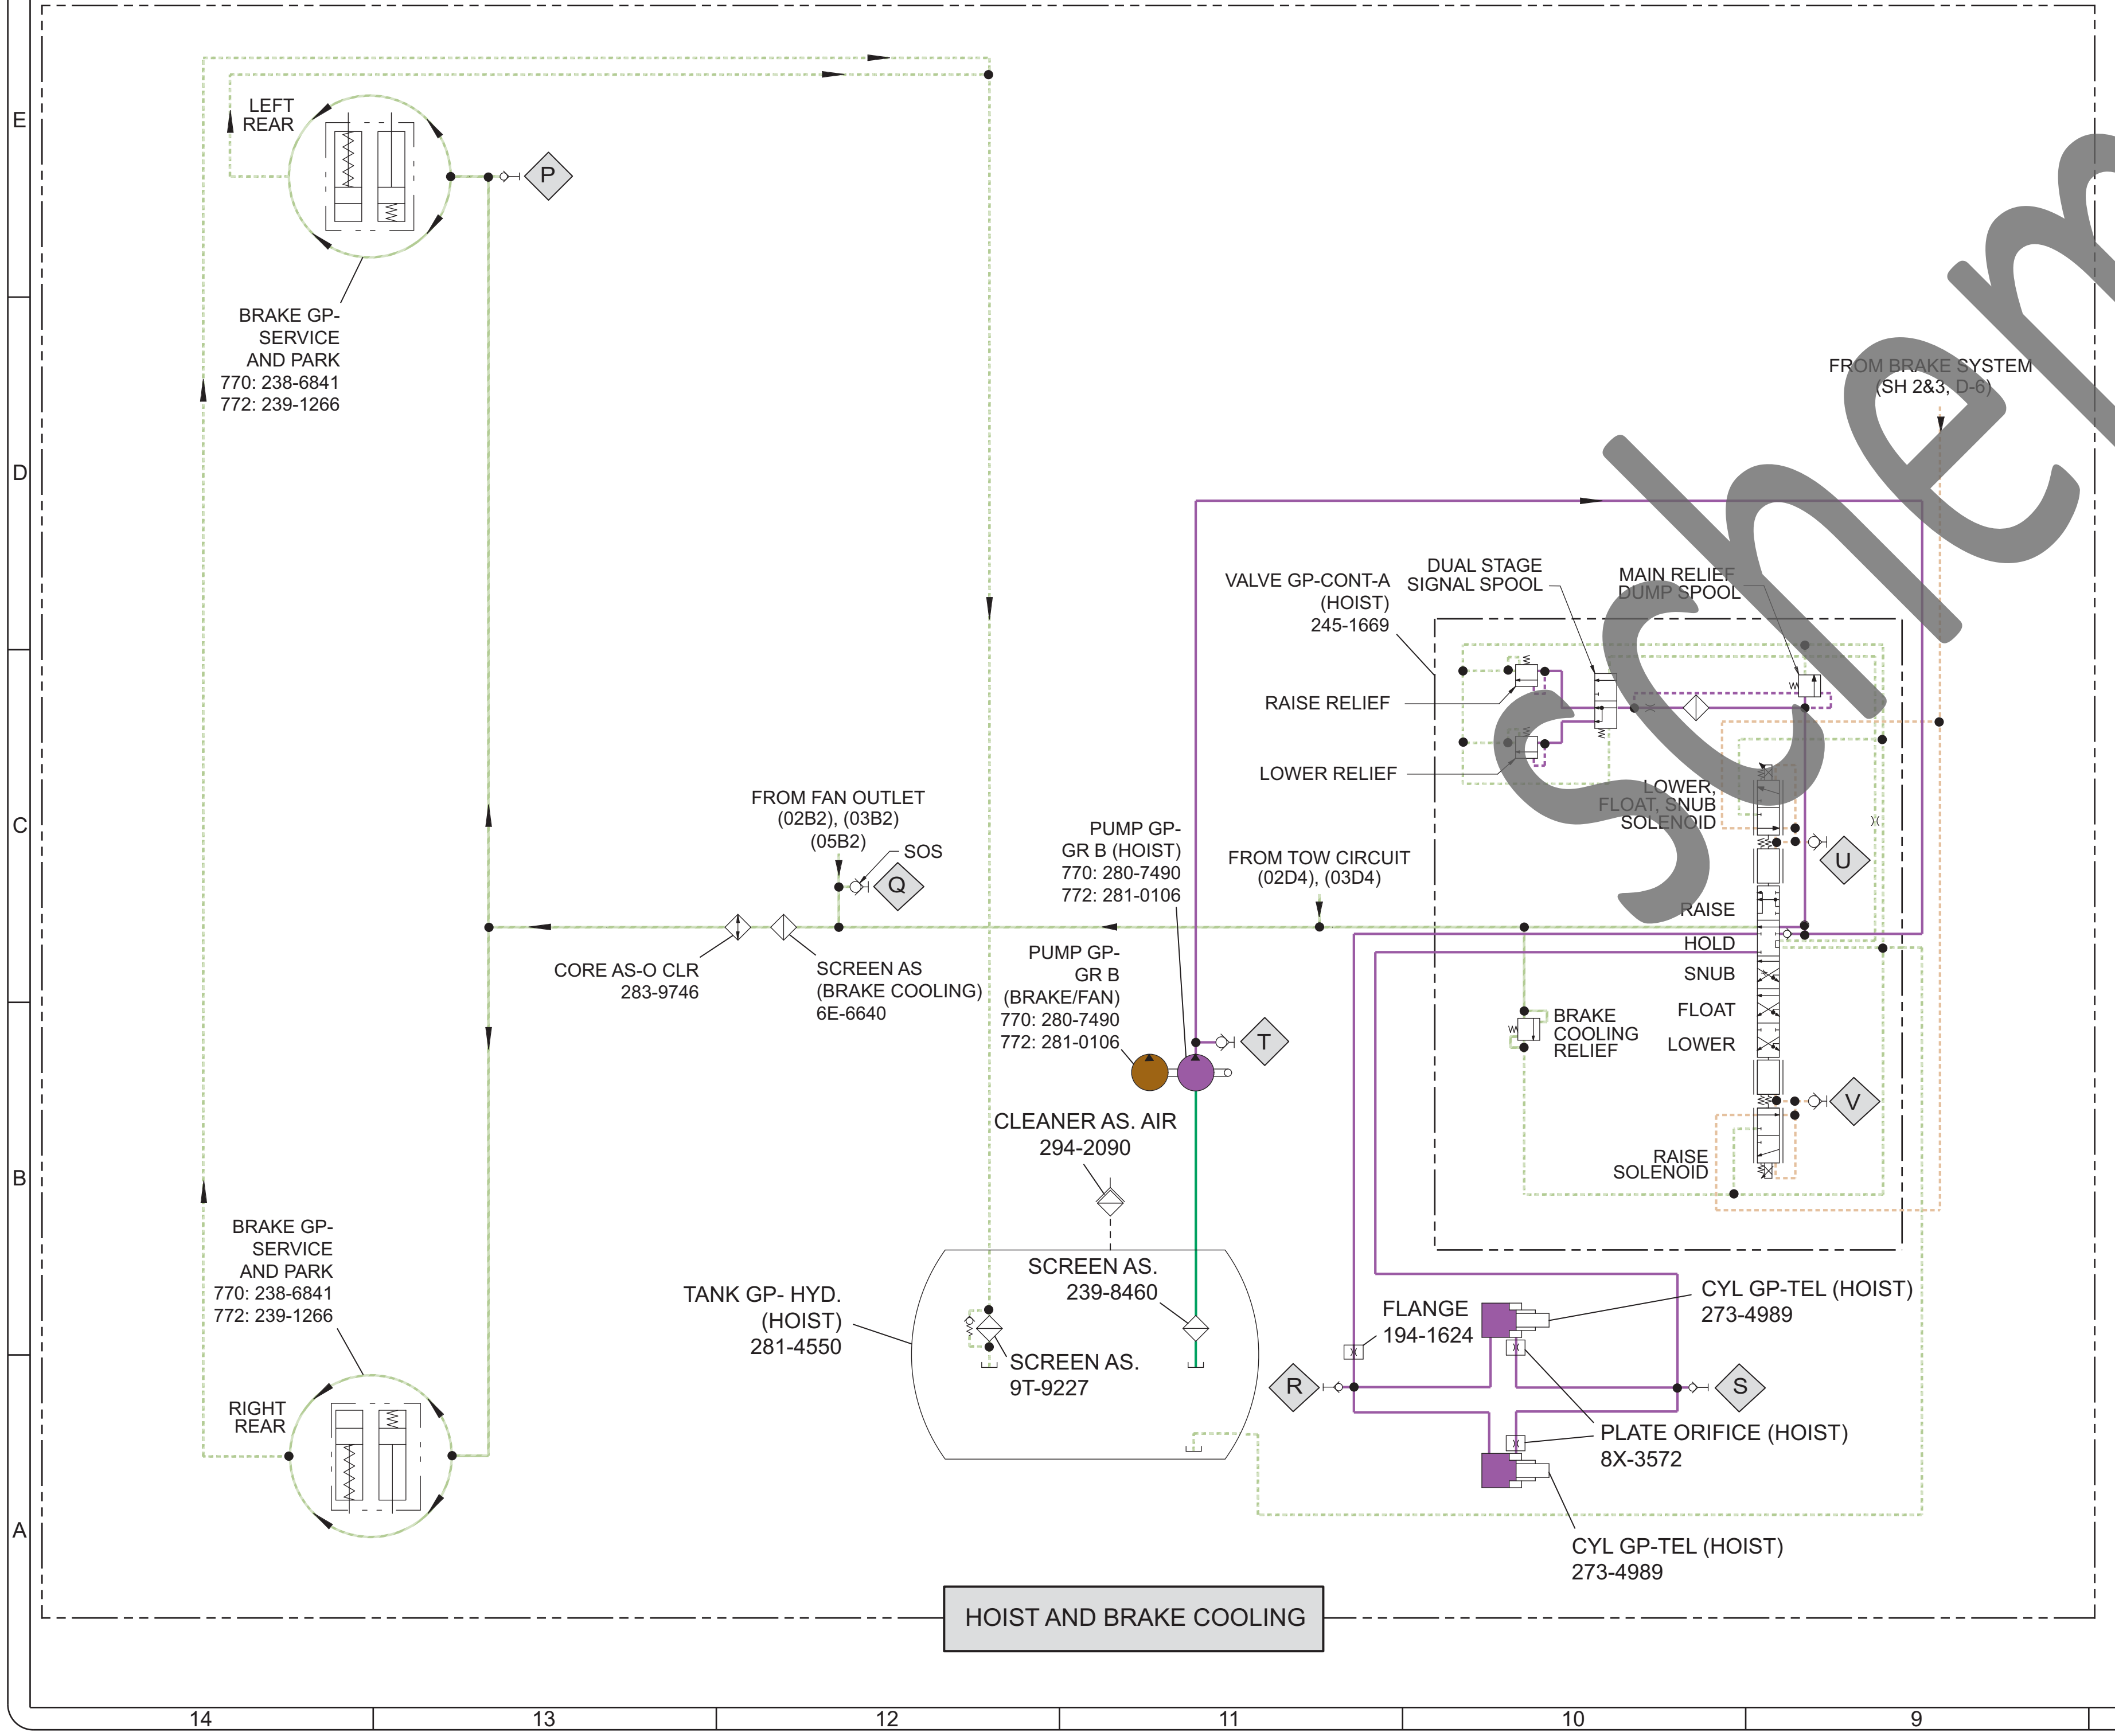 E
D
C
B
A
LEFT
REAR
P
BRAKE GP-
SERVICE
AND PARK
770: 238-6841
772: 239-1266
FROM BRAKE SYSTEM
(SH 2&3, D-6)
VALVE GP-CONT-A
(HOIST)
245-1669
DUAL STAGE
SIGNAL SPOOL
MAIN RELIEF
DUMP SPOOL
RAISE RELIEF
LOWER RELIEF
LOWER,
FLOAT, SNUB
SOLENOID
U
FROM FAN OUTLET
(02B2), (03B2)
(05B2)
SOS
Q
PUMP GP-
GR B (HOIST)
770: 280-7490
772: 281-0106
FROM TOW CIRCUIT
(02D4), (03D4)
RAISE
HOLD
SNUB
FLOAT
LOWER
CORE AS-O CLR
283-9746
SCREEN AS
(BRAKE COOLING)
6E-6640
PUMP GP-
GR B
(BRAKE/FAN)
770: 280-7490
772: 281-0106
T
BRAKE
COOLING
RELIEF
V
RAISE
SOLENOID
CLEANER AS. AIR
294-2090
BRAKE GP-
SERVICE
AND PARK
770: 238-6841
772: 239-1266
TANK GP- HYD.
(HOIST)
281-4550
SCREEN AS.
239-8460
SCREEN AS.
9T-9227
FLANGE
194-1624
CYL GP-TEL (HOIST)
273-4989
R
S
RIGHT
REAR
PLATE ORIFICE (HOIST)
8X-3572
CYL GP-TEL (HOIST)
273-4989
HOIST AND BRAKE COOLING
14
13
12
11
10
9
Schem